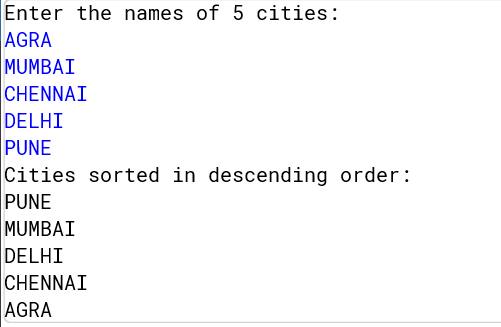 Enter the names of 5 cities:
AGRA
MUMBAI
CHENNAI
DELHI
PUNE
Cities sorted in descending order:
PUNE
MUMBAI
DELHI
CHENNAI
AGRA